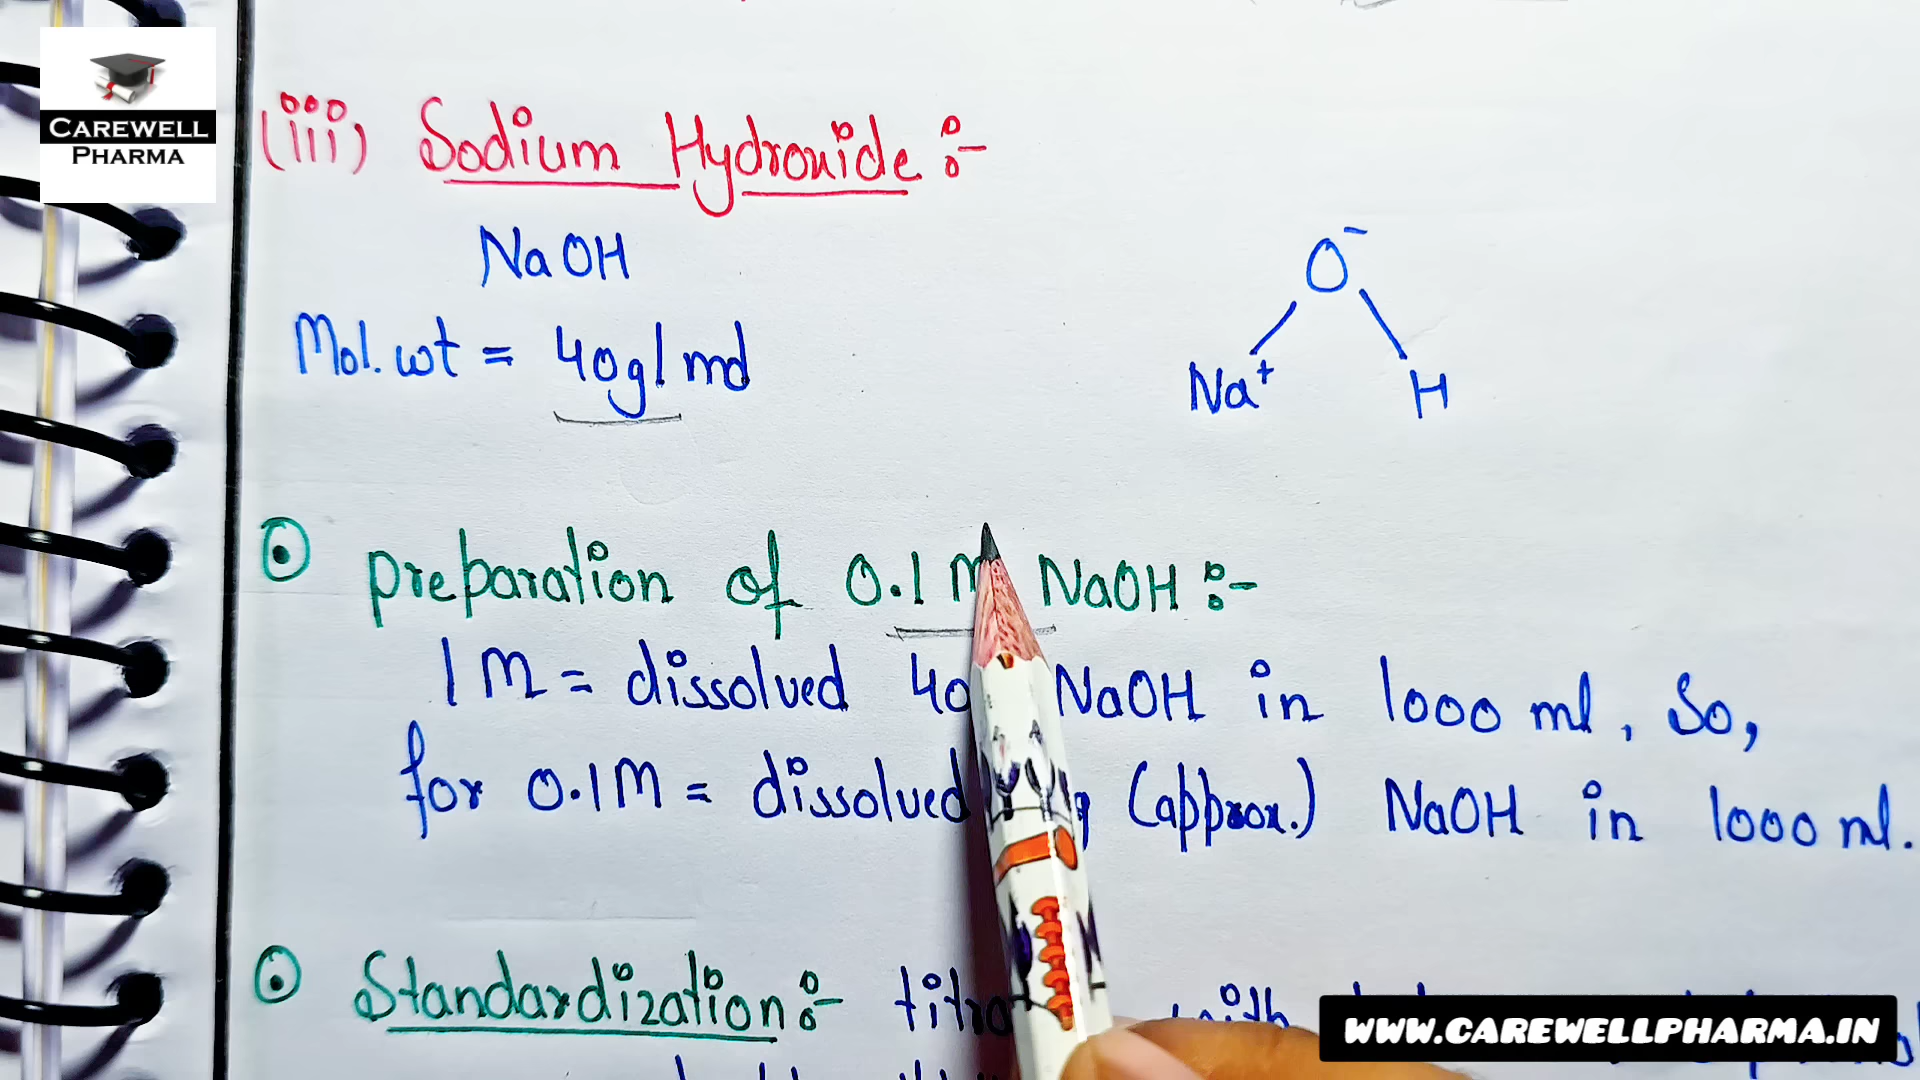 CAREWELL
PHARMA
(iii) Sodium Hydroxide :-
NaOH
Mol. wt = 40g/mol
O⁻
Na⁺ H
• preparation of 0.1 M NaOH :-
1 M = dissolved 40 NaOH in 1000 ml, So,
for 0.1M = dissolved g (approx.) NaOH in 1000 ml.
• Standardization :- with
WWW.CAREWELLPHARMA.IN